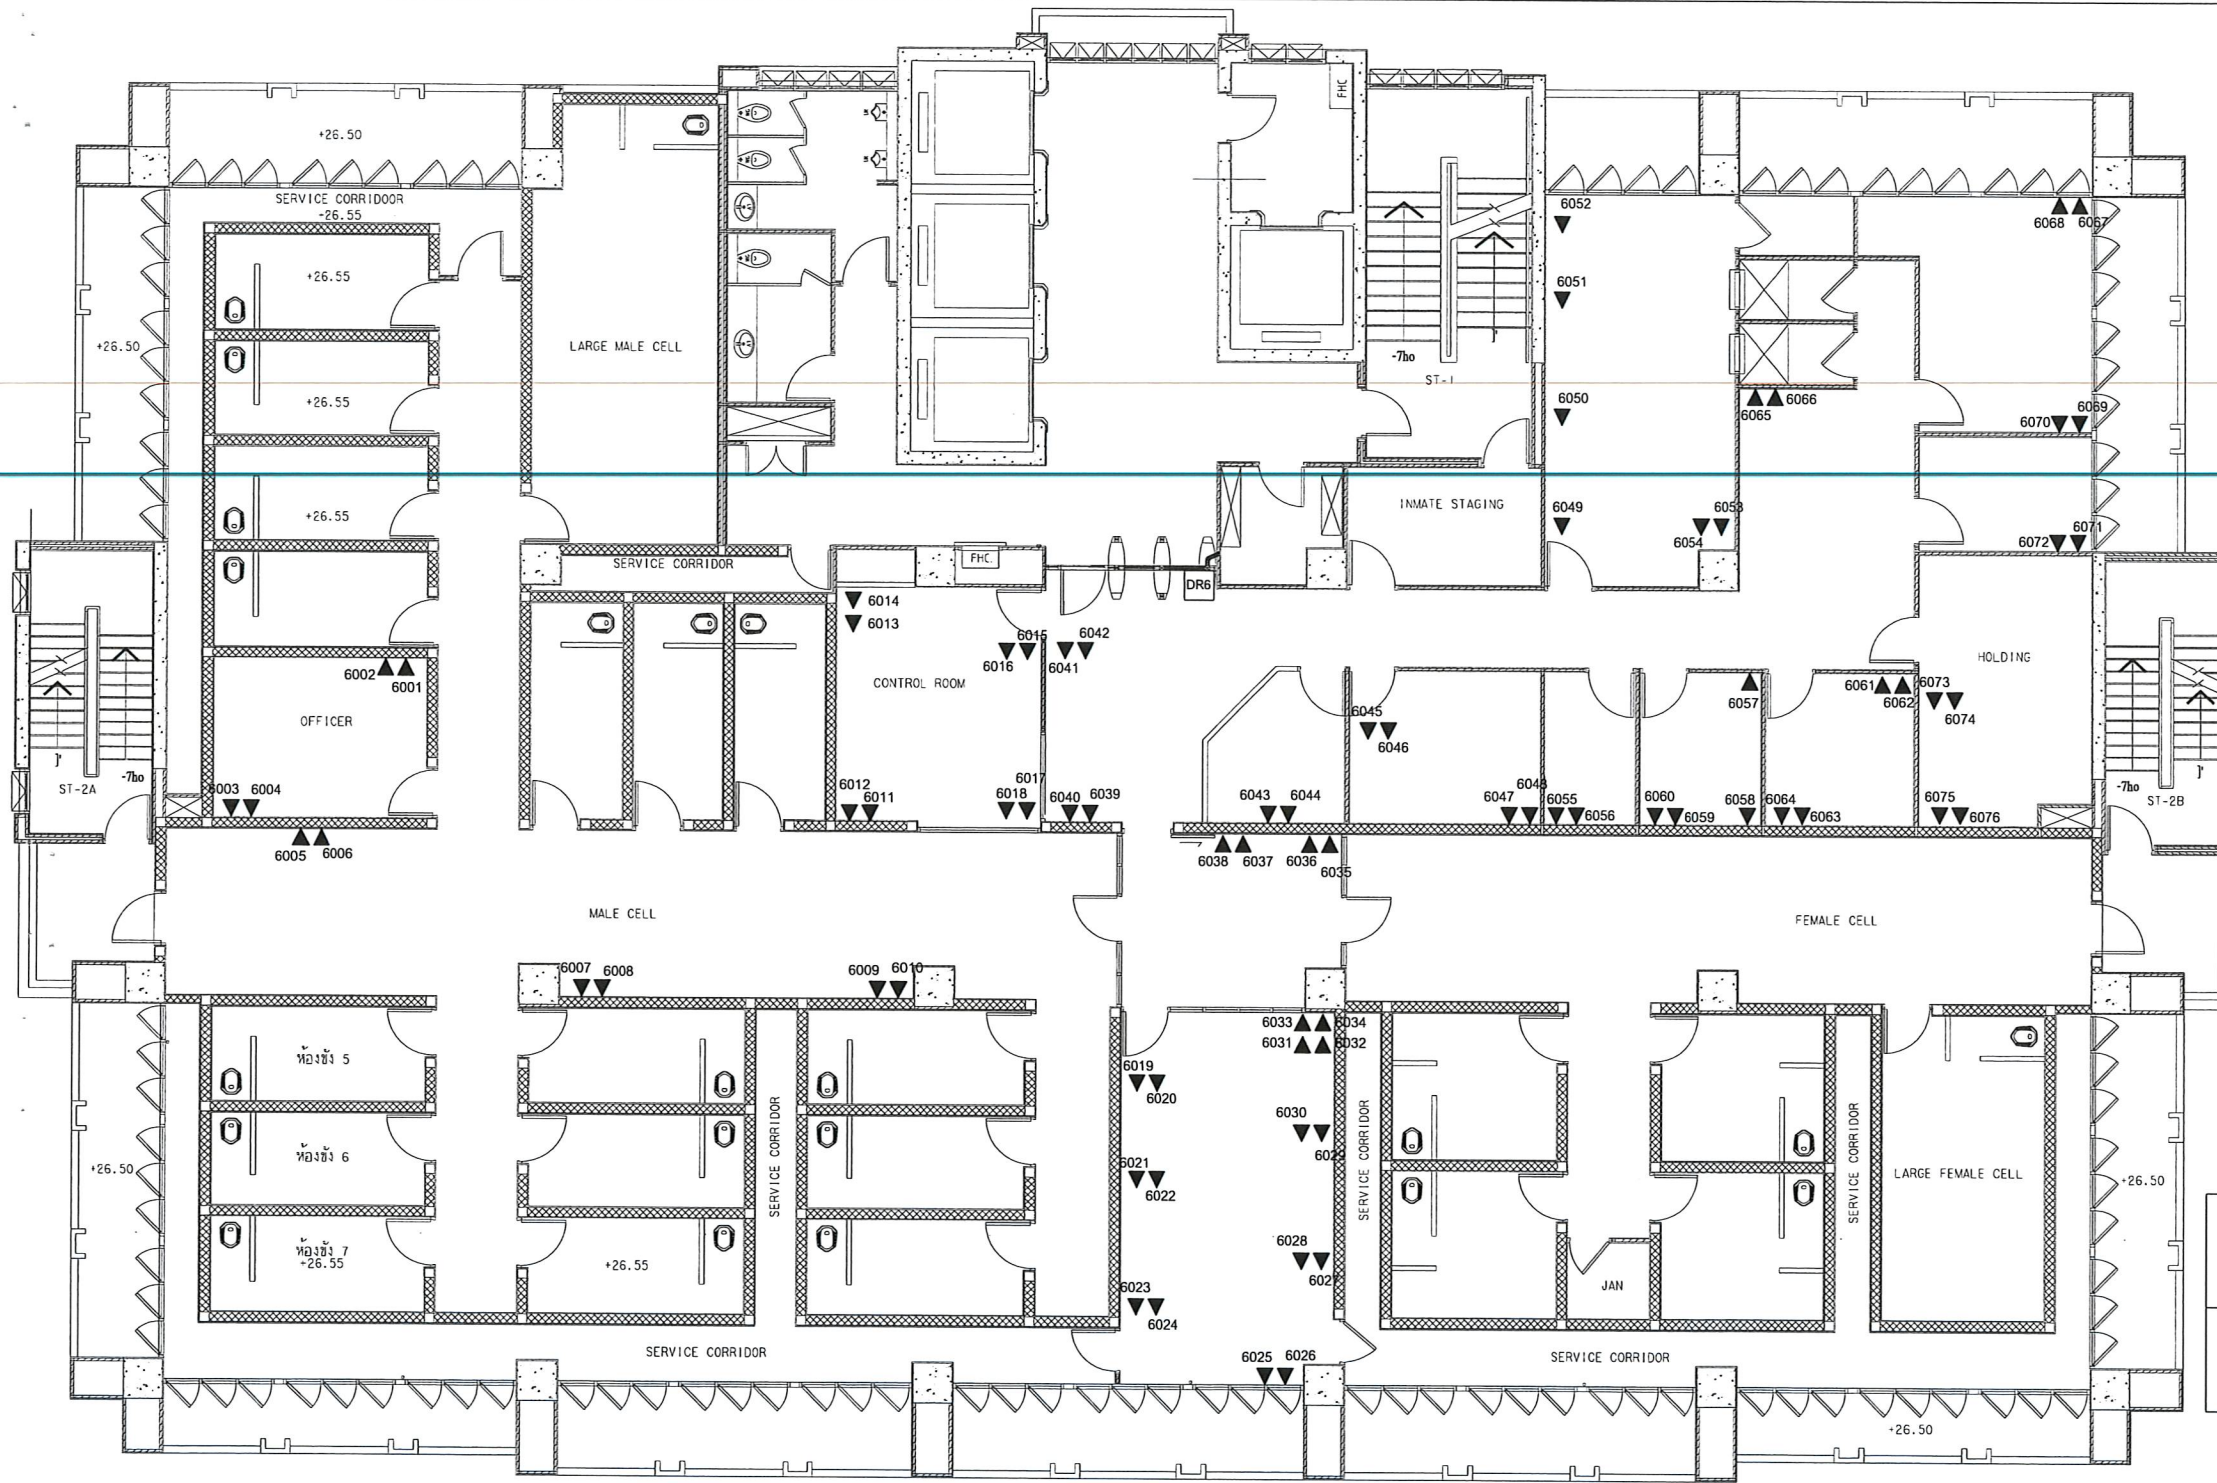 FHC
+26.50
SERVICE CORRIDOOR
-26.55
6052
6068 6067
+26.55
6051
+26.50
LARGE MALE CELL
-7ho
ST-1
+26.55
6065 6066
6050
6070 6069
INMATE STAGING
+26.55
6049
6053
6054
6071
6072
SERVICE CORRIDOR
FHC.
DR6
6014
6013
6015
6016
6042
6041
HOLDING
6002
6001
CONTROL ROOM
6057
6061
6062
6073
6074
OFFICER
6045
6046
-7ho
ST-2A
-7ho
ST-2B
6003 6004
6012
6011
6017
6018
6040 6039
6043 6044
6047 6048
6055
6056
6060
6059
6058
6064
6063
6075
6076
6005 6006
6038 6037
6036
6035
MALE CELL
FEMALE CELL
6007 6008
6009 6010
6033 6034
6031 6032
ห้องขัง 5
6019
6020
6030
6029
SERVICE CORRIDOR
SERVICE CORRIDOR
SERVICE CORRIDOR
ห้องขัง 6
+26.50
6021
6022
LARGE FEMALE CELL
+26.50
ห้องขัง 7
+26.55
+26.55
6028
6027
JAN
6023
6024
SERVICE CORRIDOR
6025 6026
SERVICE CORRIDOR
+26.50